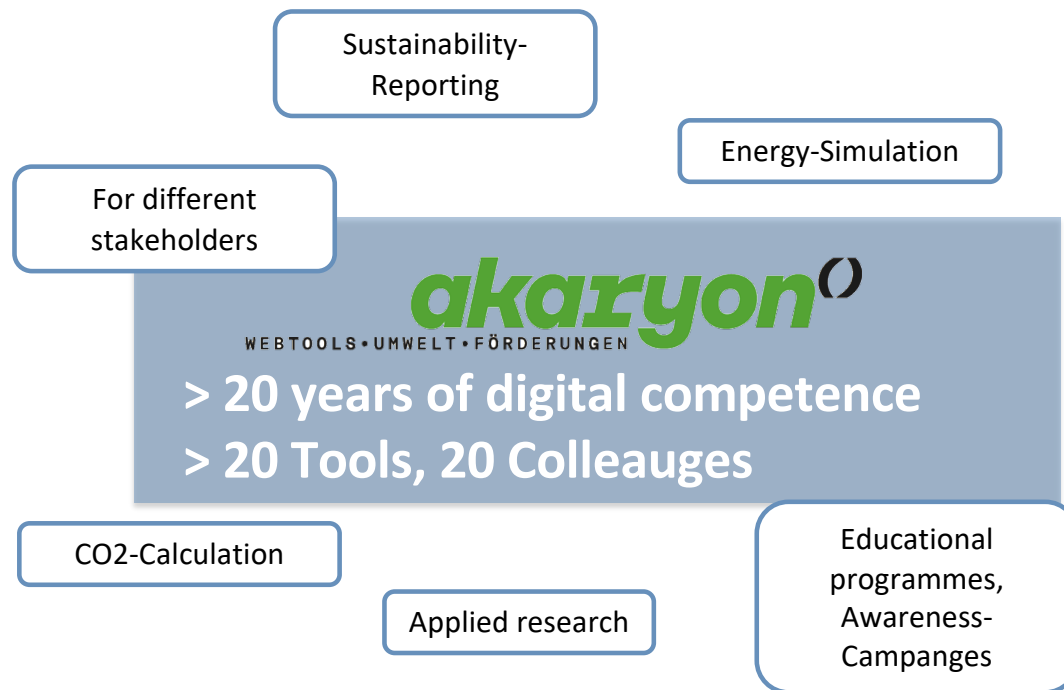 Sustainability-
Reporting
Energy-Simulation
For different
stakeholders
akaryon
WEBTOOLS•UMWELT•FÖRDERUNGEN
> 20 years of digital competence
> 20 Tools, 20 Colleauges
CO2-Calculation
Applied research
Educational
programmes,
Awareness-
Campanges